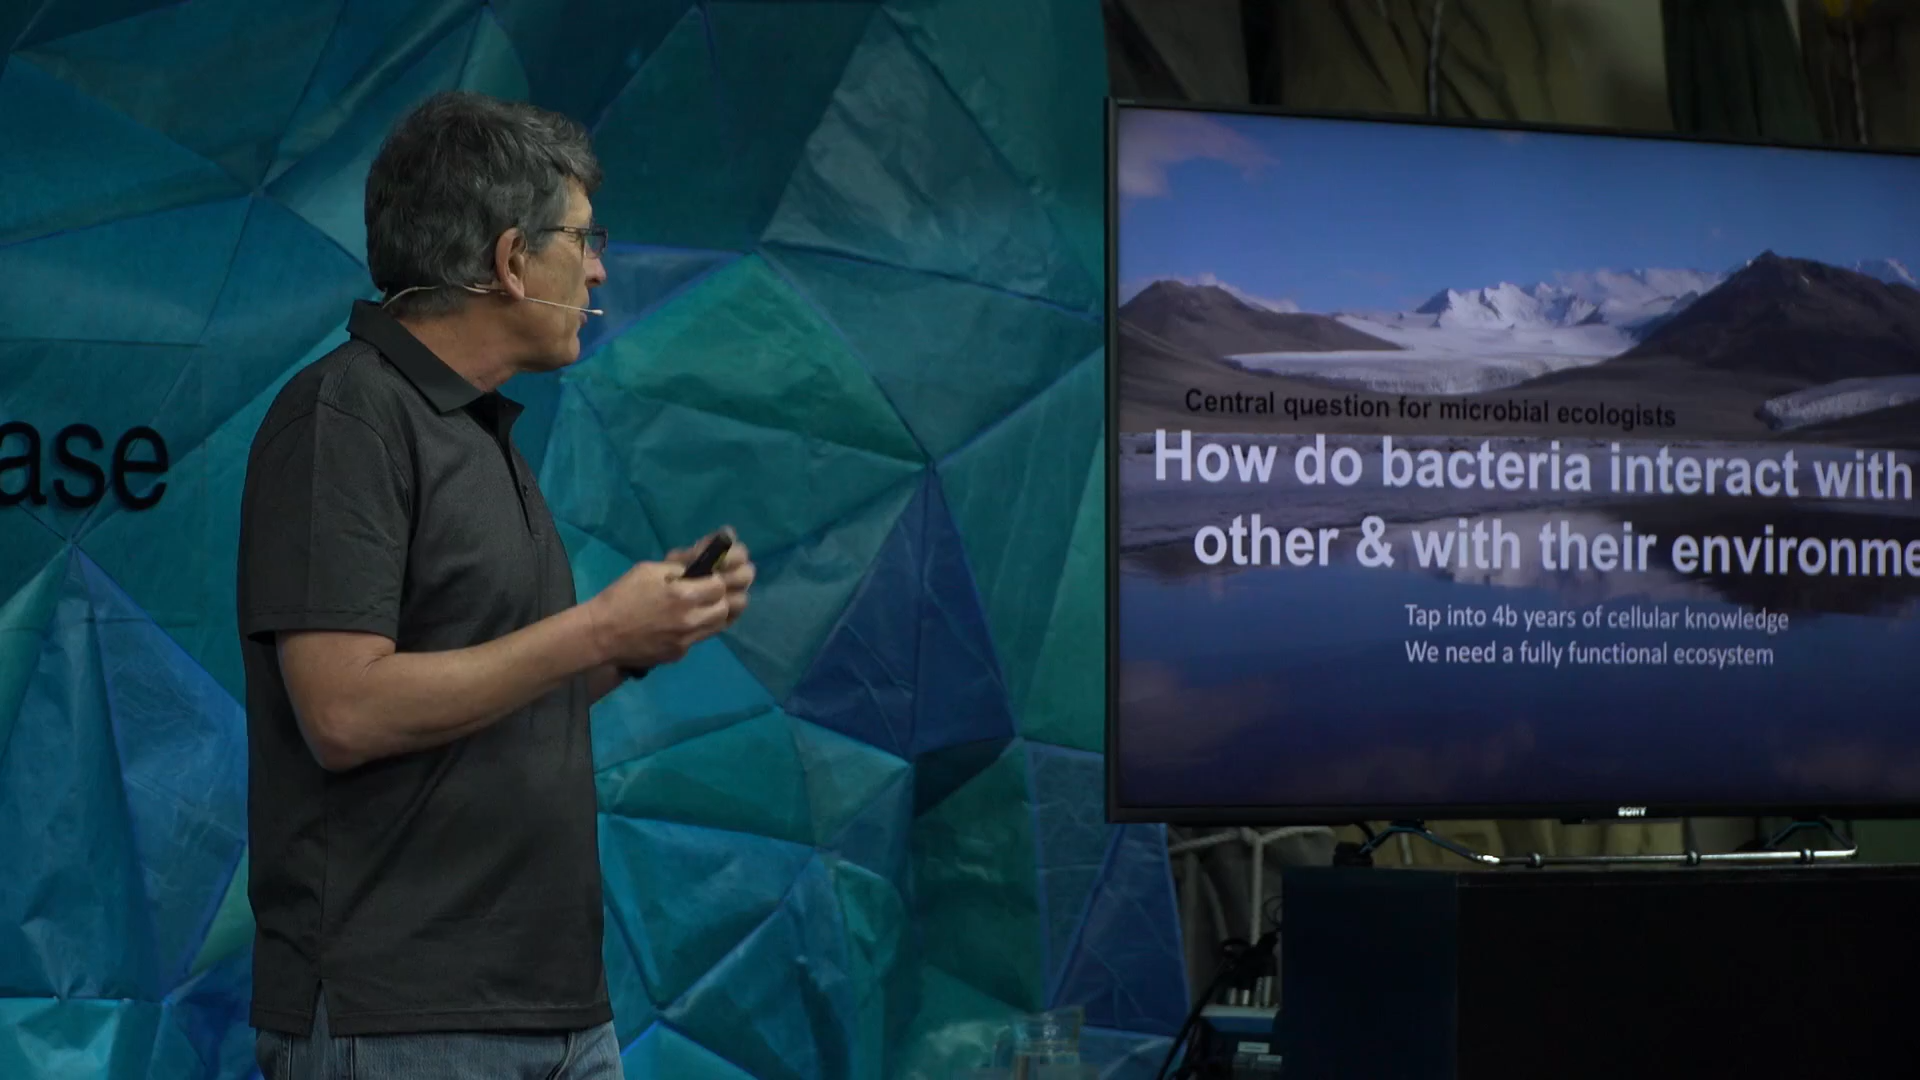 ase
Central question for microbial ecologists
How do bacteria interact with
other & with their environme
Tap into 4b years of cellular knowledge
We need a fully functional ecosystem
SONY